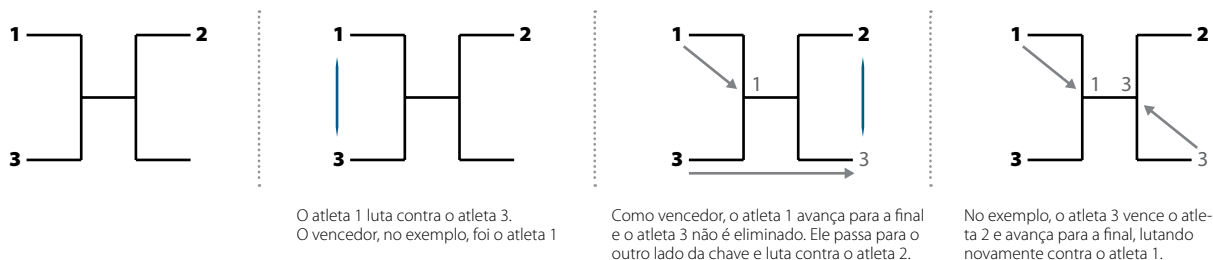 1 2
3
1 2
3
1 2
1
3 3
1 2
1 3
3 3
O atleta 1 luta contra o atleta 3.
O vencedor, no exemplo, foi o atleta 1
Como vencedor, o atleta 1 avança para a final
e o atleta 3 não é eliminado. Ele passa para o
outro lado da chave e luta contra o atleta 2.
No exemplo, o atleta 3 vence o atle-
ta 2 e avança para a final, lutando
novamente contra o atleta 1.